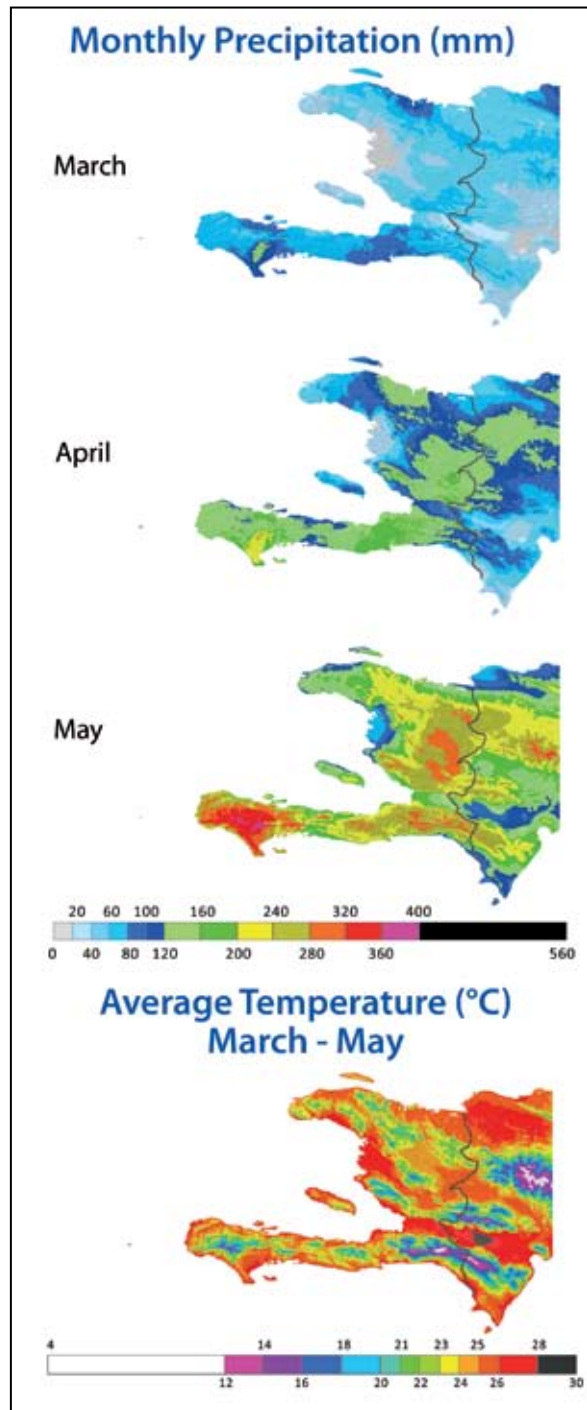 Monthly Precipitation (mm)
March
April
May
20 60 100 160 240 320 400
0 40 80 120 200 280 360 560
Average Temperature (°C)
March - May
4 14 18 21 23 25 28
12 16 20 22 24 26 30